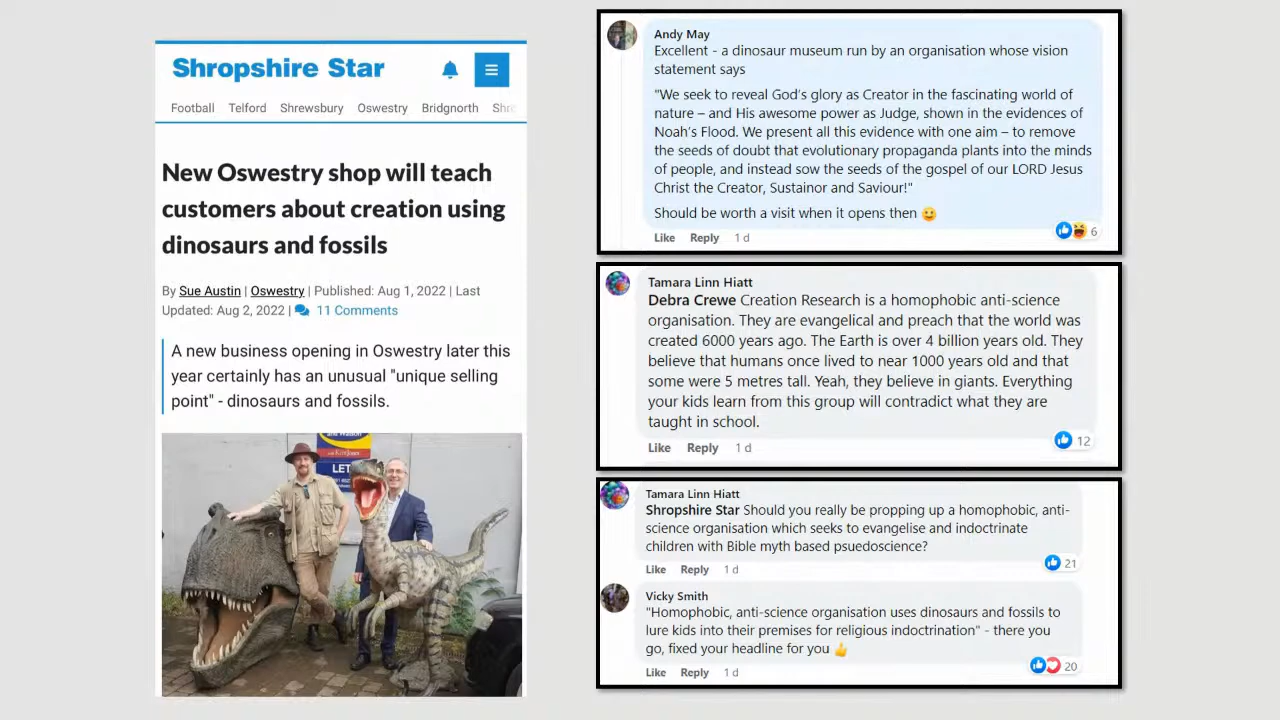 Shropshire Star
Football Telford Shrewsbury Oswestry Bridgnorth Shr
New Oswestry shop will teach
customers about creation using
dinosaurs and fossils
By Sue Austin | Oswestry | Published: Aug 1, 2022 | Last
Updated: Aug 2, 2022 | 11 Comments
A new business opening in Oswestry later this
year certainly has an unusual "unique selling
point" - dinosaurs and fossils.
LET
Andy May
Excellent - a dinosaur museum run by an organisation whose vision
statement says
"We seek to reveal God's glory as Creator in the fascinating world of
nature – and His awesome power as Judge, shown in the evidences of
Noah's Flood. We present all this evidence with one aim – to remove
the seeds of doubt that evolutionary propaganda plants into the minds
of people, and instead sow the seeds of the gospel of our LORD Jesus
Christ the Creator, Sustainor and Saviour!"
Should be worth a visit when it opens then 😀
Like Reply 1 d 6
Tamara Linn Hiatt
Debra Crewe Creation Research is a homophobic anti-science
organisation. They are evangelical and preach that the world was
created 6000 years ago. The Earth is over 4 billion years old. They
believe that humans once lived to near 1000 years old and that
some were 5 metres tall. Yeah, they believe in giants. Everything
your kids learn from this group will contradict what they are
taught in school.
Like Reply 1 d 12
Tamara Linn Hiatt
Shropshire Star Should you really be propping up a homophobic, anti-
science organisation which seeks to evangelise and indoctrinate
children with Bible myth based psuedoscience?
Like Reply 1 d 21
Vicky Smith
"Homophobic, anti-science organisation uses dinosaurs and fossils to
lure kids into their premises for religious indoctrination" - there you
go, fixed your headline for you 👍
Like Reply 1 d 20